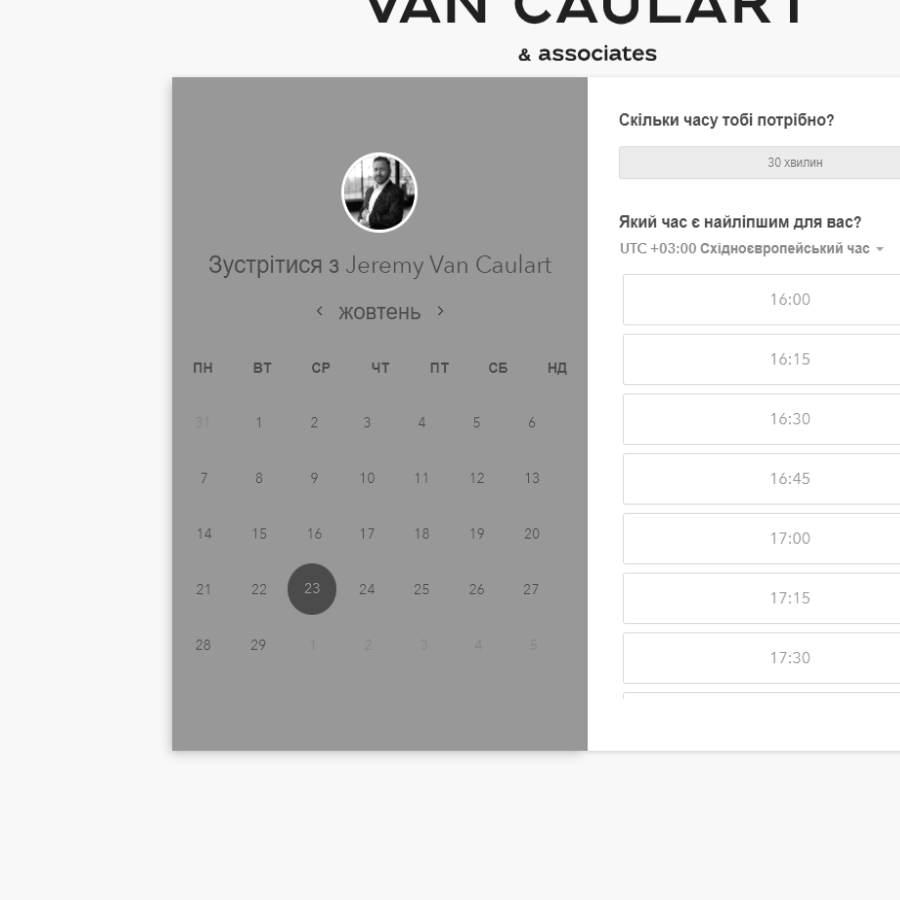 VAN CAULART
& associates
Зустрітися з Jeremy Van Caulart
‹ жовтень ›
ПН ВТ СР ЧТ ПТ СБ НД
31 1 2 3 4 5 6
7 8 9 10 11 12 13
14 15 16 17 18 19 20
21 22 23 24 25 26 27
28 29 1 2 3 4 5
Скільки часу тобі потрібно?
30 хвилин
Який час є найліпшим для вас?
UTC +03:00 Східноєвропейський час
16:00
16:15
16:30
16:45
17:00
17:15
17:30